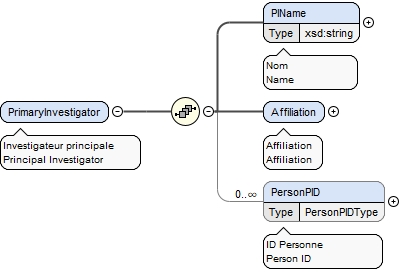 PIName
Type xsd:string
Nom
Name
PrimaryInvestigator
Investigateur principale
Principal Investigator
Affiliation
Affiliation
Affiliation
0..∞
PersonPID
Type PersonPIDType
ID Personne
Person ID